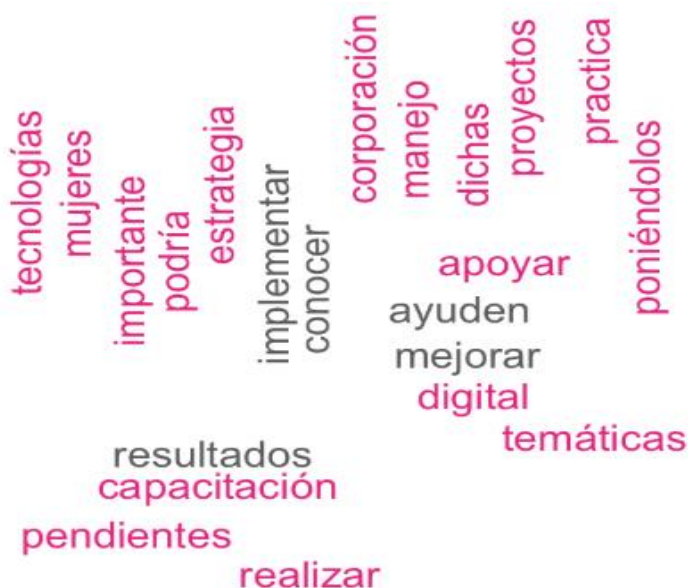 tecnologías
mujeres
importante
podría
estrategia
implementar
conocer
corporación
manejo
dichas
proyectos
practica
poniéndolos
apoyar
ayuden
mejorar
digital
temáticas
resultados
capacitación
pendientes
realizar